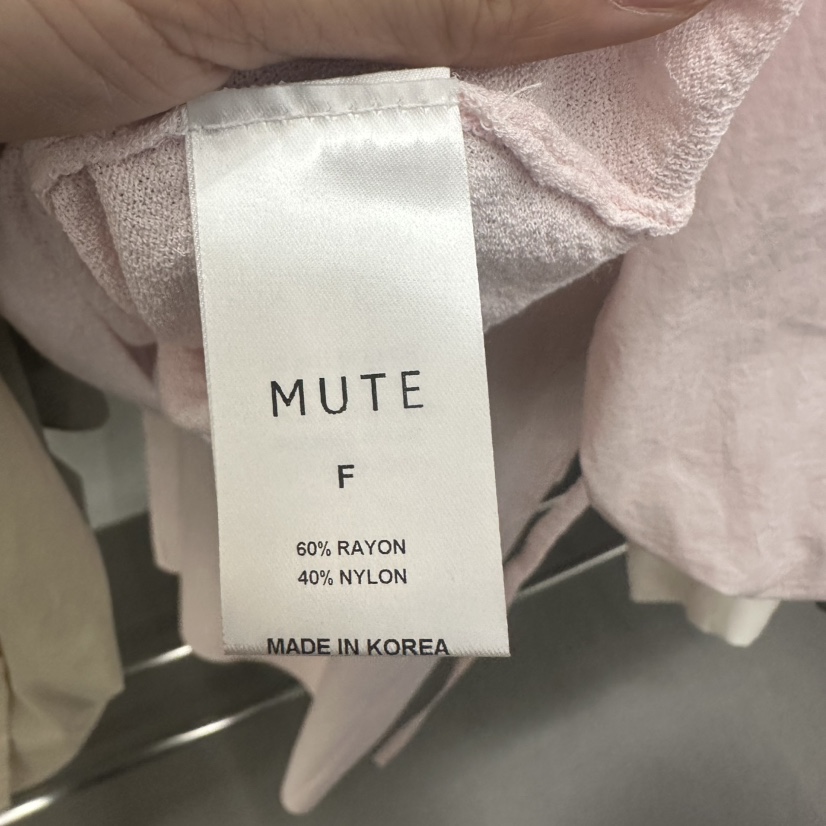 MUTE
F
60% RAYON
40% NYLON
MADE IN KOREA